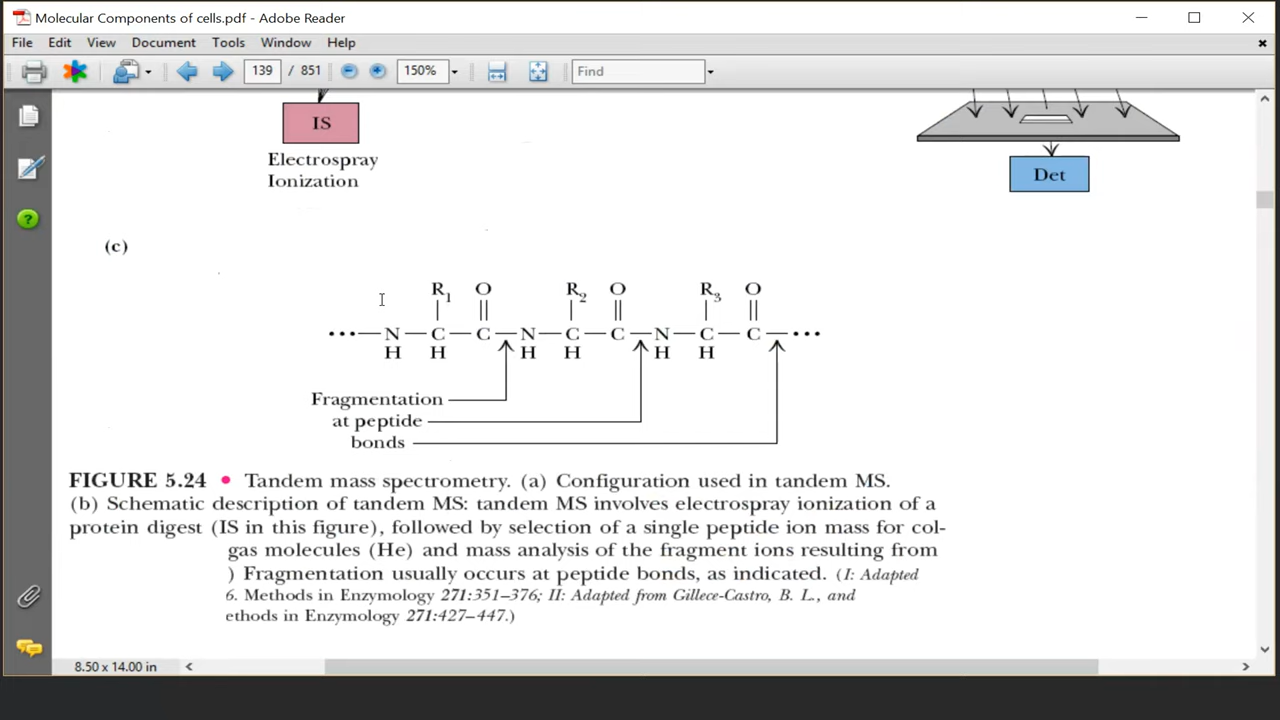 Molecular Components of cells.pdf - Adobe Reader
File Edit View Document Tools Window Help
139 / 851 150% Find
IS
Electrospray
Ionization
Det
(c)
R1 O R2 O R3 O
•••—N—C—C—N—C—C—N—C—C—•••
H H H H H H
Fragmentation
at peptide
bonds
FIGURE 5.24 • Tandem mass spectrometry. (a) Configuration used in tandem MS.
(b) Schematic description of tandem MS: tandem MS involves electrospray ionization of a
protein digest (IS in this figure), followed by selection of a single peptide ion mass for col-
gas molecules (He) and mass analysis of the fragment ions resulting from
) Fragmentation usually occurs at peptide bonds, as indicated. (I: Adapted
6. Methods in Enzymology 271:351–376; II: Adapted from Gillece-Castro, B. L., and
ethods in Enzymology 271:427–447.)
8.50 x 14.00 in